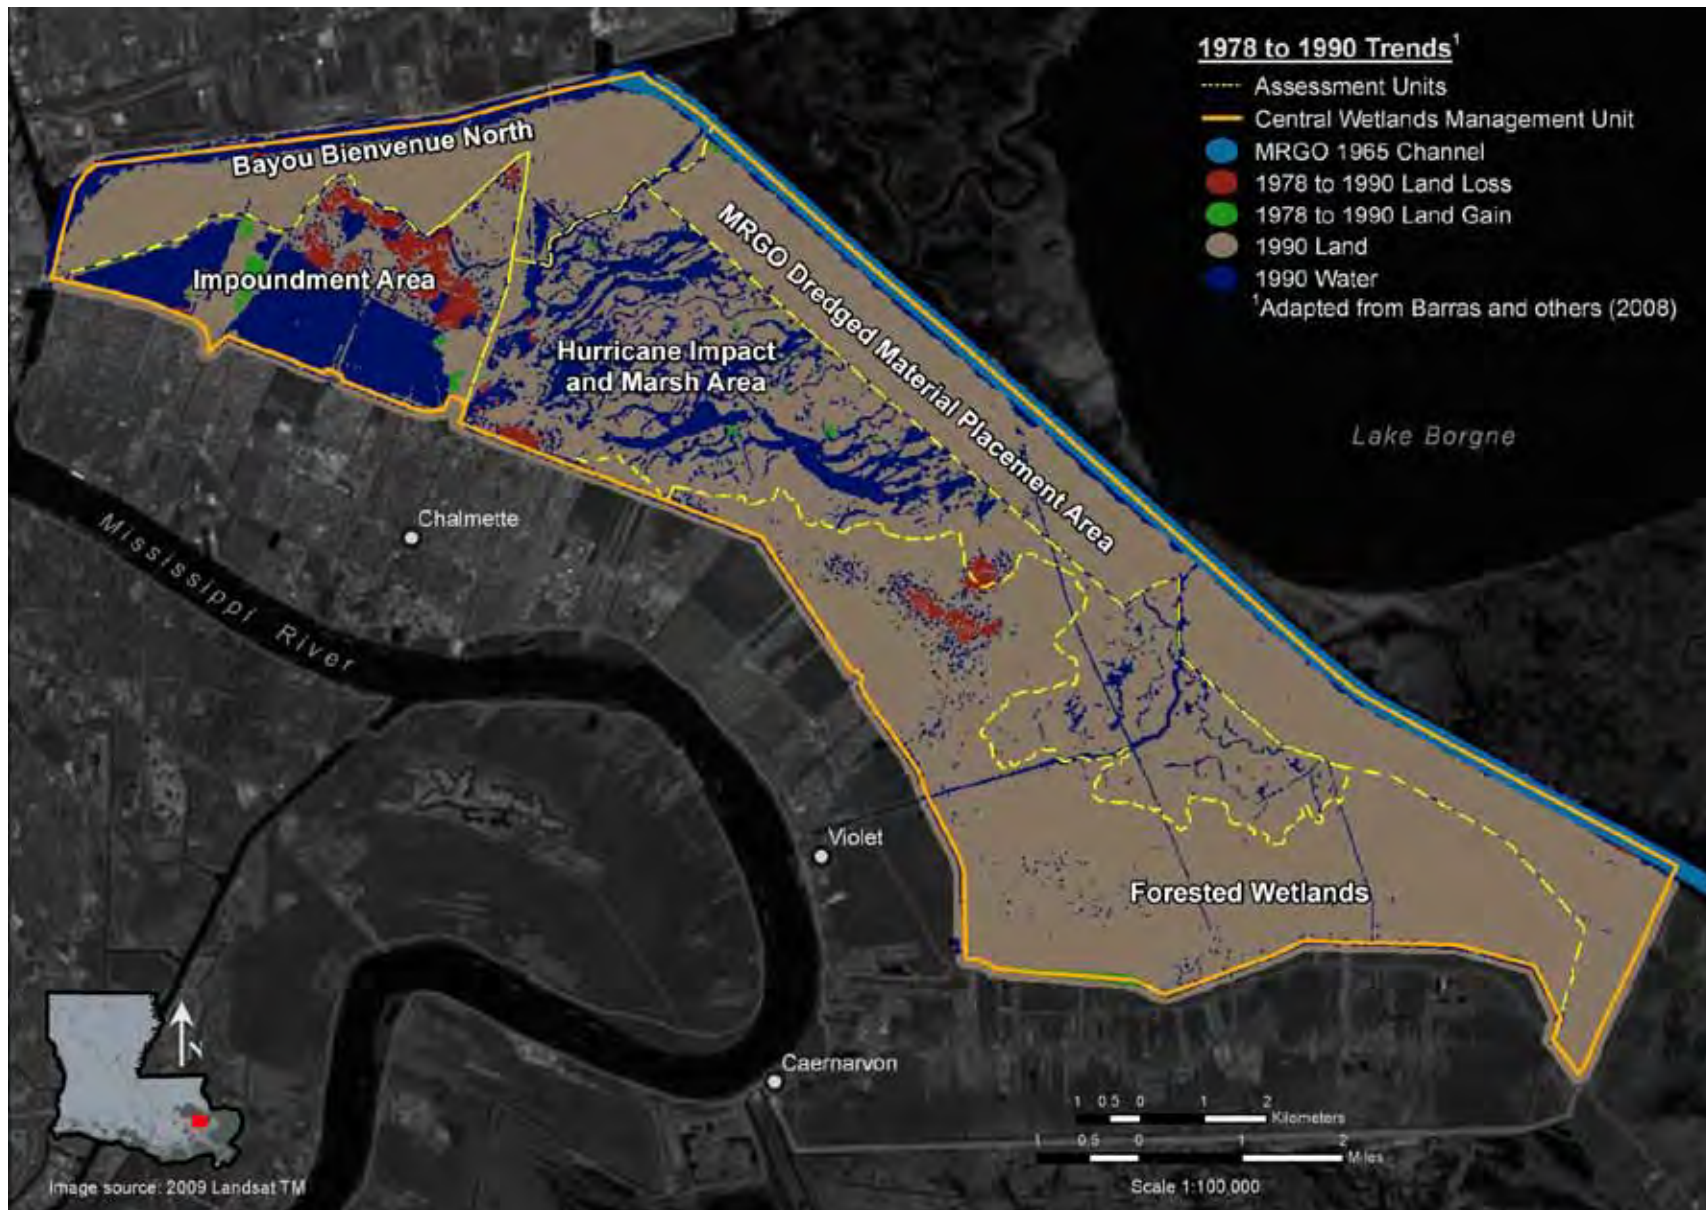 1978 to 1990 Trends¹
Assessment Units
Central Wetlands Management Unit
MRGO 1965 Channel
1978 to 1990 Land Loss
1978 to 1990 Land Gain
1990 Land
1990 Water
¹Adapted from Barras and others (2008)
Bayou Bienvenue North
Impoundment Area
MRGO Dredged Material Placement Area
Hurricane Impact
and Marsh Area
Lake Borgne
Chalmette
Mississippi River
Violet
Forested Wetlands
Caernarvon
N
1 0.5 0 1 2
Kilometers
1 0.5 0 1 2
Miles
Scale 1:100,000
Image source: 2009 Landsat TM